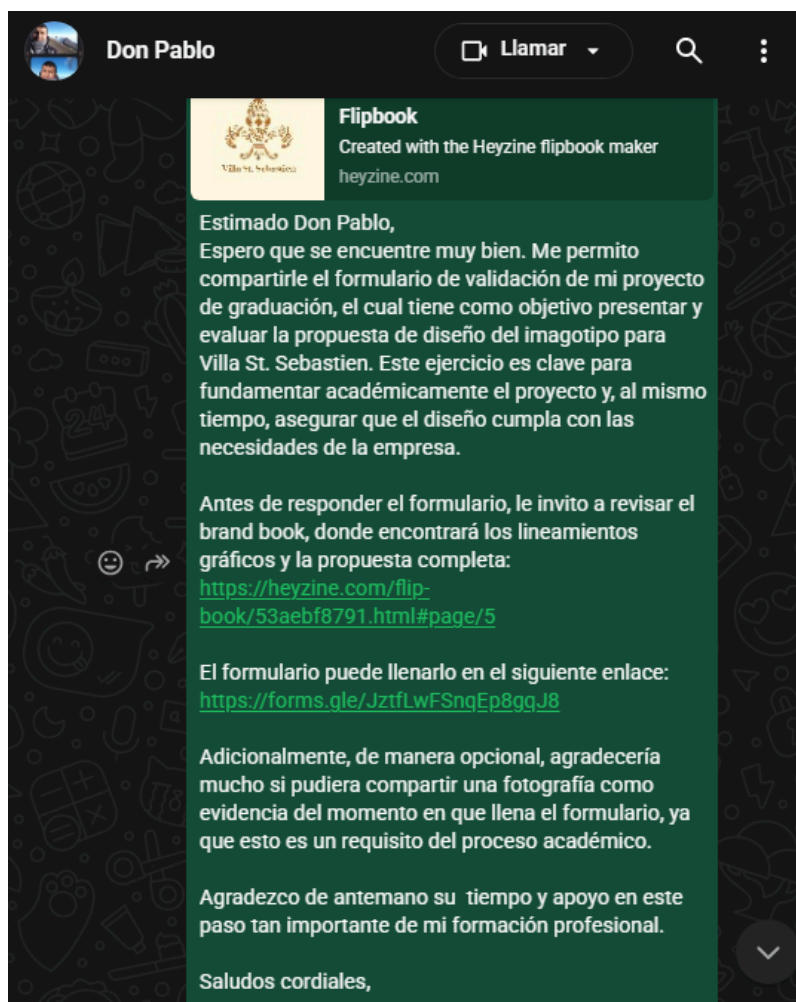 Don Pablo
Llamar
Flipbook
Created with the Heyzine flipbook maker
heyzine.com
Villa St. Sebastien
Estimado Don Pablo,
Espero que se encuentre muy bien. Me permito
compartirle el formulario de validación de mi proyecto
de graduación, el cual tiene como objetivo presentar y
evaluar la propuesta de diseño del imagotipo para
Villa St. Sebastien. Este ejercicio es clave para
fundamentar académicamente el proyecto y, al mismo
tiempo, asegurar que el diseño cumpla con las
necesidades de la empresa.
Antes de responder el formulario, le invito a revisar el
brand book, donde encontrará los lineamientos
gráficos y la propuesta completa:
https://heyzine.com/flip-
book/53aebf8791.html#page/5
El formulario puede llenarlo en el siguiente enlace:
https://forms.gle/JztfLwFSnqEp8gqJ8
Adicionalmente, de manera opcional, agradecería
mucho si pudiera compartir una fotografía como
evidencia del momento en que llena el formulario, ya
que esto es un requisito del proceso académico.
Agradezco de antemano su  tiempo y apoyo en este
paso tan importante de mi formación profesional.
Saludos cordiales,